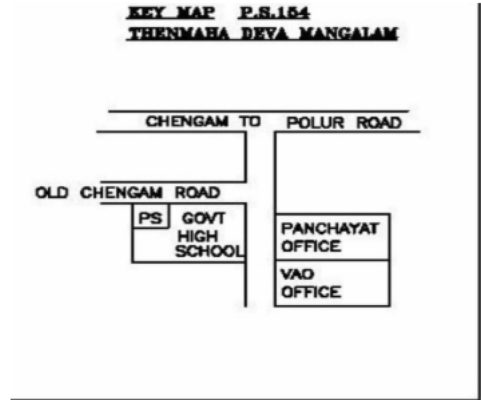 KEY MAP P.S.154
THENMAHA DEVA MANGALAM
CHENGAM TO POLUR ROAD
OLD CHENGAM ROAD
PS GOVT
HIGH
SCHOOL
PANCHAYAT
OFFICE
VAO
OFFICE